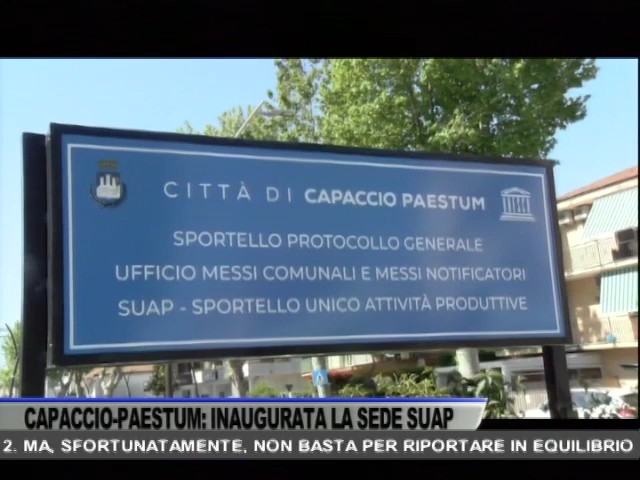 CITTÀ DI CAPACCIO PAESTUM
SPORTELLO PROTOCOLLO GENERALE
UFFICIO MESSI COMUNALI E MESSI NOTIFICATORI
SUAP - SPORTELLO UNICO ATTIVITÀ PRODUTTIVE
CAPACCIO-PAESTUM: INAUGURATA LA SEDE SUAP
2. MA, SFORTUNATAMENTE, NON BASTA PER RIPORTARE IN EQUILIBRIO